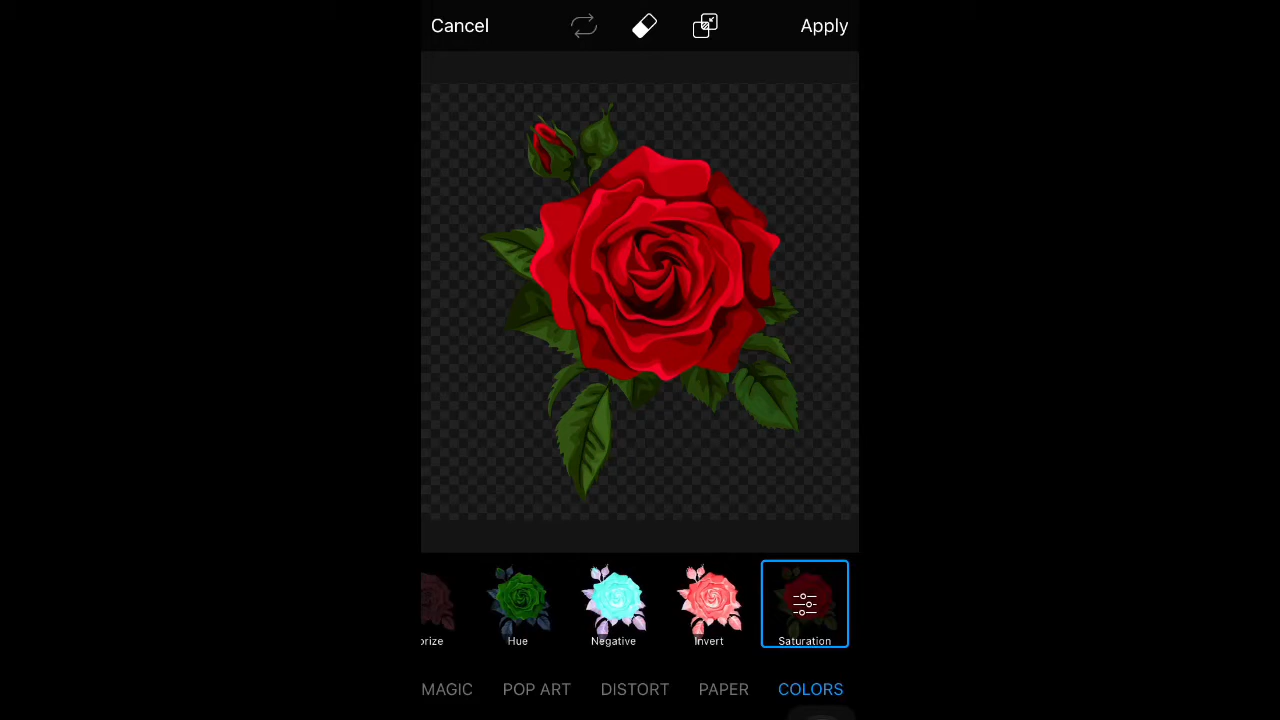 Cancel Apply
orize Hue Negative Invert Saturation
MAGIC POP ART DISTORT PAPER COLORS